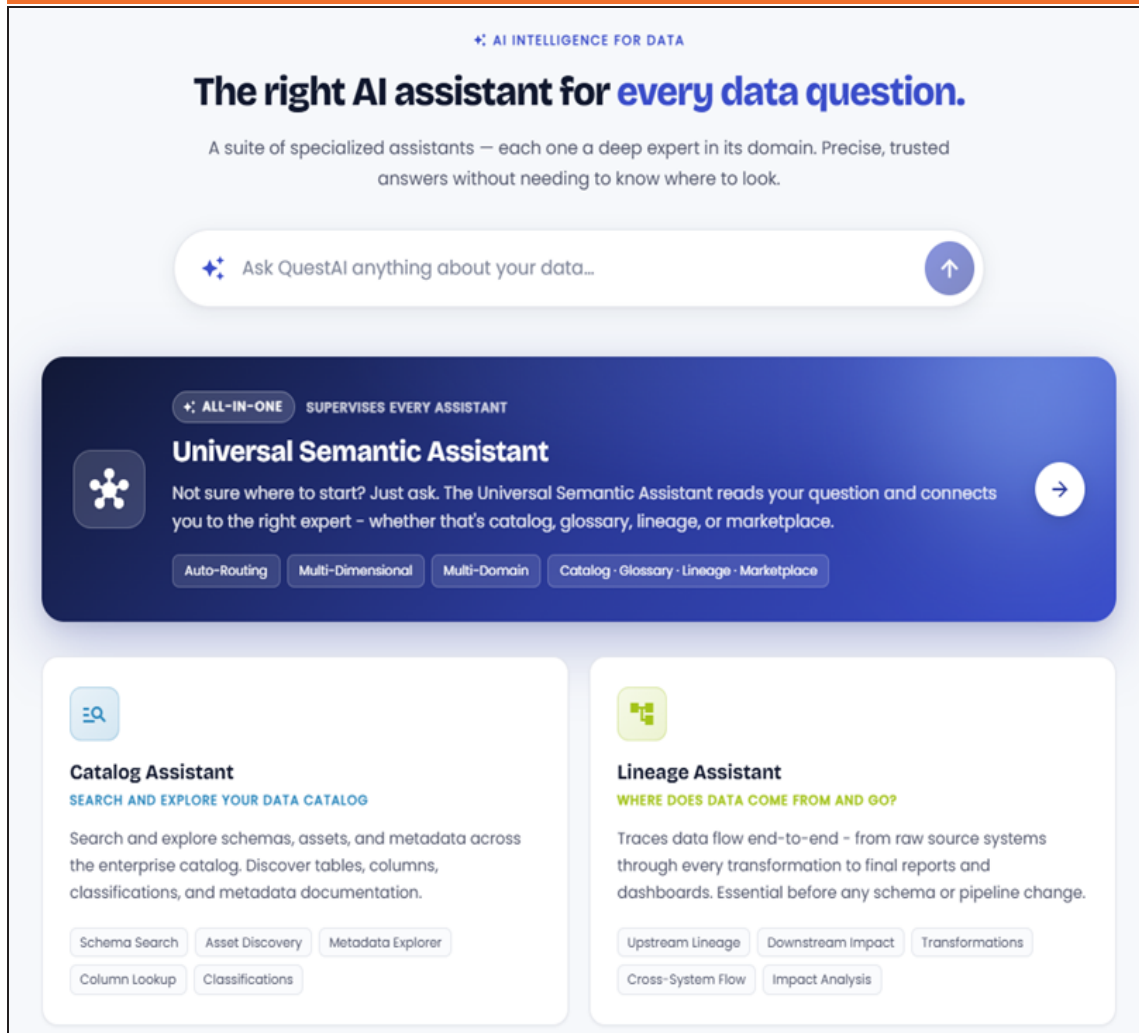 AI INTELLIGENCE FOR DATA
The right AI assistant for every data question.
A suite of specialized assistants — each one a deep expert in its domain. Precise, trusted
answers without needing to know where to look.
Ask QuestAI anything about your data...
ALL-IN-ONE SUPERVISES EVERY ASSISTANT
Universal Semantic Assistant
Not sure where to start? Just ask. The Universal Semantic Assistant reads your question and connects
you to the right expert - whether that's catalog, glossary, lineage, or marketplace.
Auto-Routing Multi-Dimensional Multi-Domain Catalog · Glossary · Lineage · Marketplace
Catalog Assistant
SEARCH AND EXPLORE YOUR DATA CATALOG
Search and explore schemas, assets, and metadata across
the enterprise catalog. Discover tables, columns,
classifications, and metadata documentation.
Schema Search Asset Discovery Metadata Explorer
Column Lookup Classifications
Lineage Assistant
WHERE DOES DATA COME FROM AND GO?
Traces data flow end-to-end - from raw source systems
through every transformation to final reports and
dashboards. Essential before any schema or pipeline change.
Upstream Lineage Downstream Impact Transformations
Cross-System Flow Impact Analysis